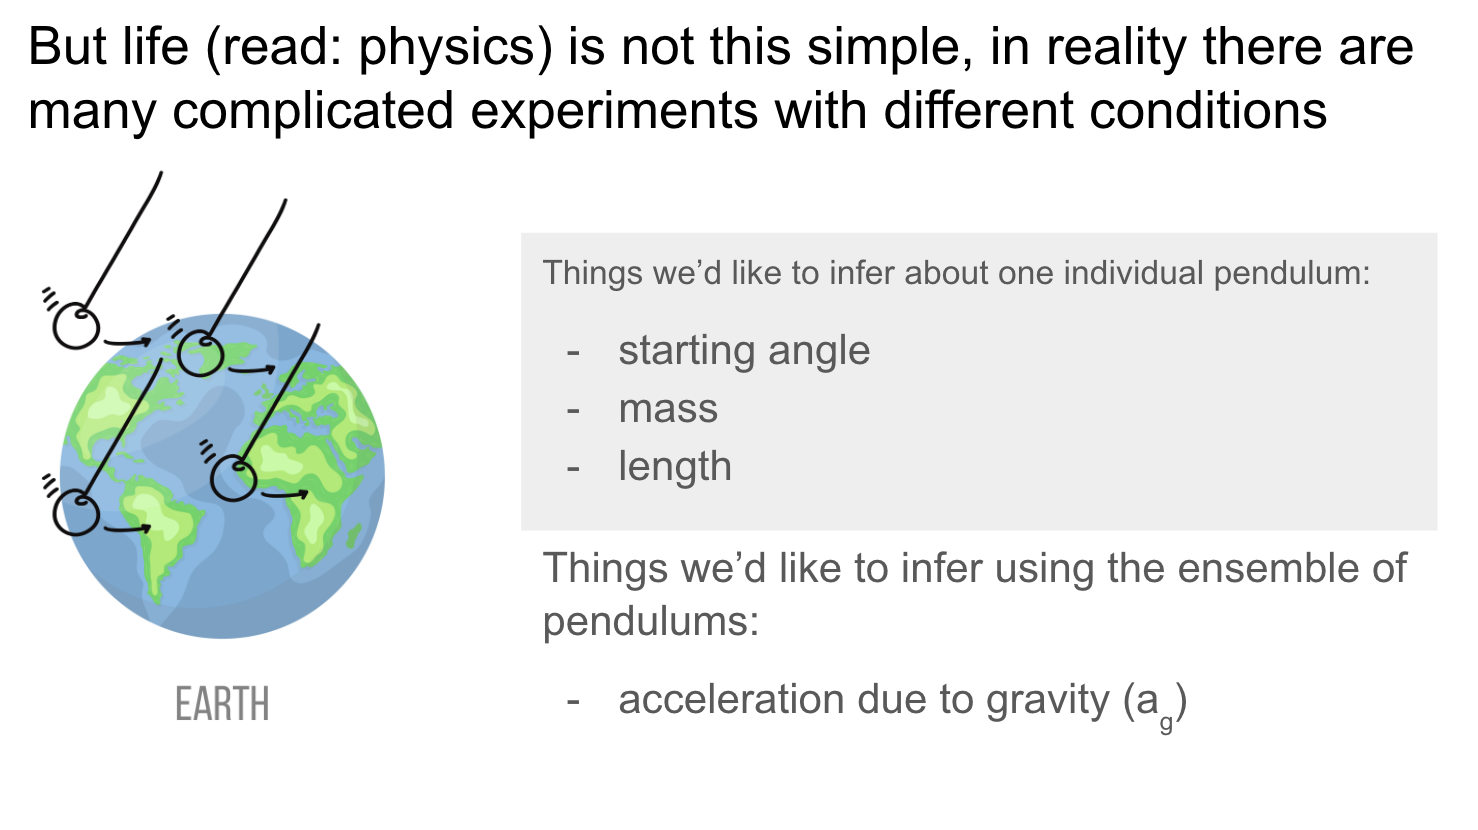 But life (read: physics) is not this simple, in reality there are
many complicated experiments with different conditions
Things we’d like to infer about one individual pendulum:
- starting angle
- mass
- length
Things we’d like to infer using the ensemble of
pendulums:
- acceleration due to gravity (a_g)
EARTH